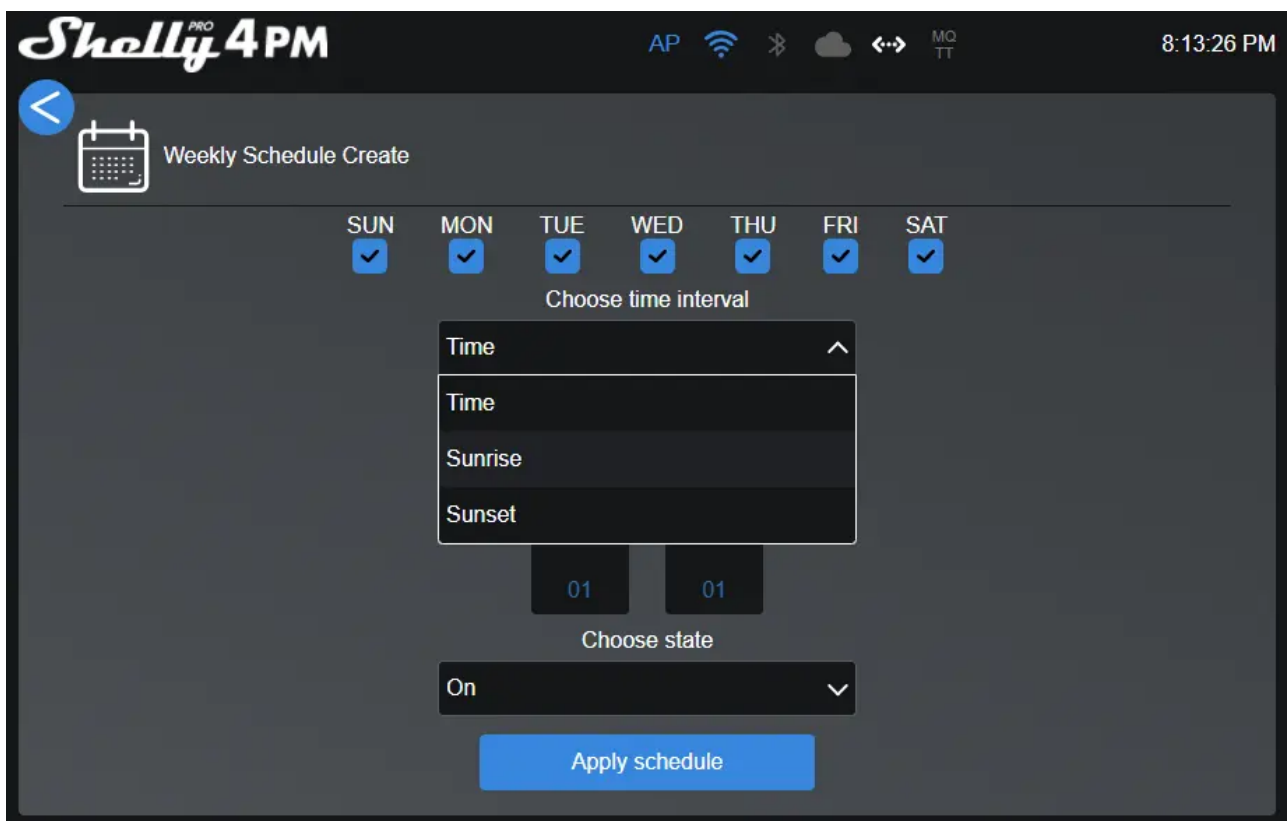 Shelly PRO 4PM AP MQ TT 8:13:26 PM
Weekly Schedule Create
SUN MON TUE WED THU FRI SAT
Choose time interval
Time
Time
Sunrise
Sunset
01 01
Choose state
On
Apply schedule